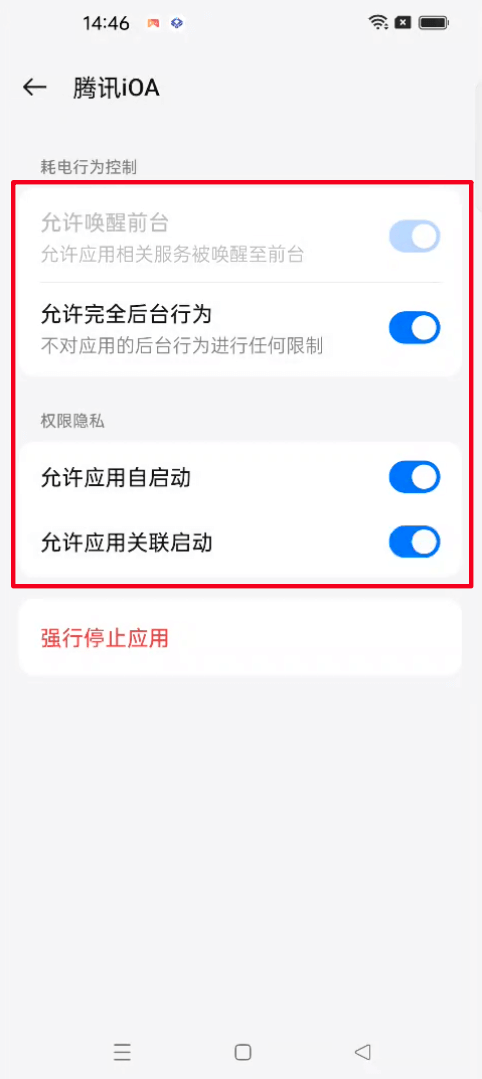 14:46
腾讯iOA
耗电行为控制
允许唤醒前台
允许应用相关服务被唤醒至前台
允许完全后台行为
不对应用的后台行为进行任何限制
权限隐私
允许应用自启动
允许应用关联启动
强行停止应用